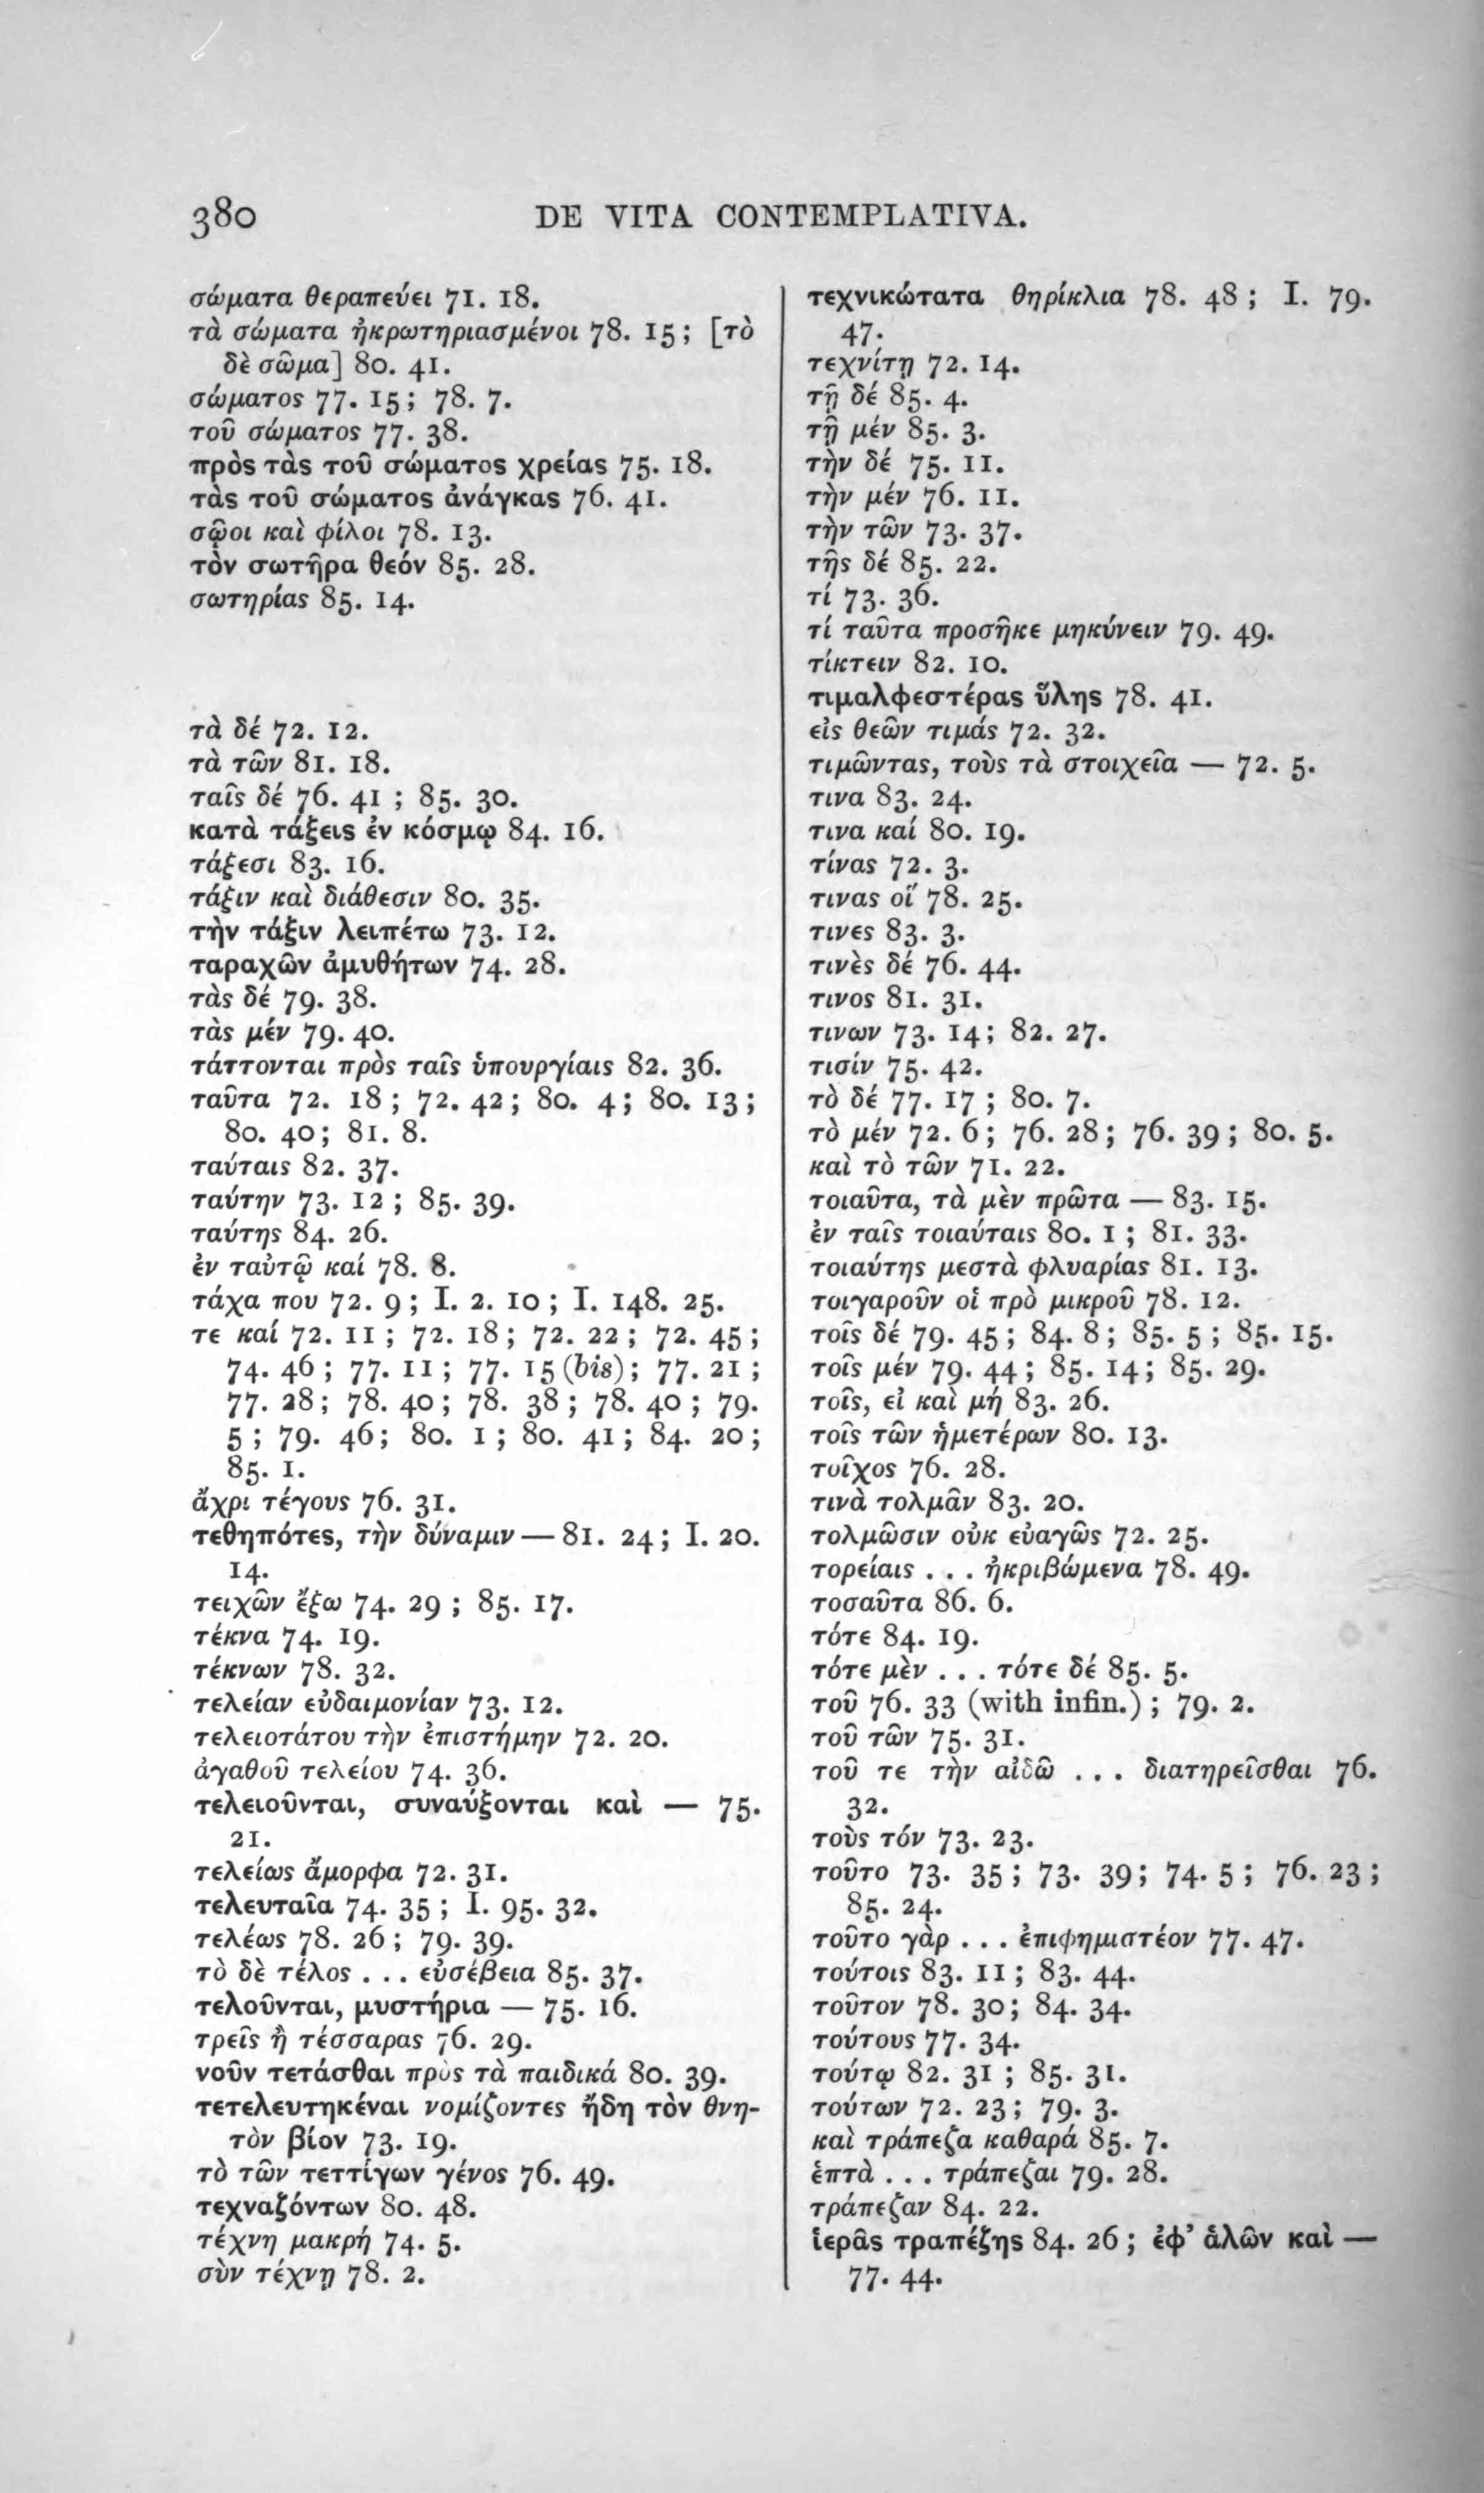 380 DE VITA CONTEMPLATIVA.
σώματα θεραπεύει 71. 18.
τὰ σώματα ἠκρωτηριασμένοι 78. 15; [τὸ
δὲ σῶμα] 80. 41.
σώματος 77. 15; 78. 7.
τοῦ σώματος 77. 38.
πρὸς τὰς τοῦ σώματος χρείας 75. 18.
τὰς τοῦ σώματος ἀνάγκας 76. 41.
σῷοι καὶ φίλοι 78. 13.
τὸν σωτῆρα θεόν 85. 28.
σωτηρίας 85. 14.
τὰ δέ 72. 12.
τὰ τῶν 81. 18.
ταῖς δέ 76. 41 ; 85. 30.
κατὰ τάξεις ἐν κόσμῳ 84. 16.
τάξεσι 83. 16.
τάξιν καὶ διάθεσιν 80. 35.
τὴν τάξιν λειπέτω 73. 12.
ταραχῶν ἀμυθήτων 74. 28.
τὰς δέ 79. 38.
τὰς μέν 79. 40.
τάττονται πρὸς ταῖς ὑπουργίαις 82. 36.
ταῦτα 72. 18 ; 72. 42 ; 80. 4 ; 80. 13 ;
80. 40 ; 81. 8.
ταύταις 82. 37.
ταύτην 73. 12 ; 85. 39.
ταύτης 84. 26.
ἐν ταὐτῷ καί 78. 8.
τάχα που 72. 9 ; I. 2. 10 ; I. 148. 25.
τε καί 72. 11 ; 72. 18 ; 72. 22 ; 72. 45 ;
74. 46 ; 77. 11 ; 77. 15 (bis) ; 77. 21 ;
77. 28 ; 78. 40 ; 78. 38 ; 78. 40 ; 79.
5 ; 79. 46 ; 80. 1 ; 80. 41 ; 84. 20 ;
85. 1.
ἄχρι τέγους 76. 31.
τεθηπότες, τὴν δύναμιν — 81. 24 ; I. 20.
14.
τειχῶν ἔξω 74. 29 ; 85. 17.
τέκνα 74. 19.
τέκνων 78. 32.
τελείαν εὐδαιμονίαν 73. 12.
τελειοτάτου τὴν ἐπιστήμην 72. 20.
ἀγαθοῦ τελείου 74. 36.
τελειοῦνται, συναύξονται καὶ — 75.
21.
τελείως ἄμορφα 72. 31.
τελευταῖα 74. 35 ; I. 95. 32.
τελέως 78. 26 ; 79. 39.
τὸ δὲ τέλος . . . εὐσέβεια 85. 37.
τελοῦνται, μυστήρια — 75. 16.
τρεῖς ἢ τέσσαρας 76. 29.
νοῦν τετάσθαι πρὸς τὰ παιδικά 80. 39.
τετελευτηκέναι νομίζοντες ἤδη τὸν θνη-
τὸν βίον 73. 19.
τὸ τῶν τεττίγων γένος 76. 49.
τεχναζόντων 80. 48.
τέχνη μακρή 74. 5.
σὺν τέχνῃ 78. 2.
τεχνικώτατα θηρίκλια 78. 48 ; I. 79.
47.
τεχνίτῃ 72. 14.
τῇ δέ 85. 4.
τῇ μέν 85. 3.
τὴν δέ 75. 11.
τὴν μέν 76. 11.
τὴν τῶν 73. 37.
τῆς δέ 85. 22.
τί 73. 36.
τί ταῦτα προσῆκε μηκύνειν 79. 49.
τίκτειν 82. 10.
τιμαλφεστέρας ὕλης 78. 41.
εἰς θεῶν τιμάς 72. 32.
τιμῶντας, τοὺς τὰ στοιχεῖα — 72. 5.
τινα 83. 24.
τινα καί 80. 19.
τίνας 72. 3.
τινας οἵ 78. 25.
τινες 83. 3.
τινὲς δέ 76. 44.
τινος 81. 31.
τινων 73. 14 ; 82. 27.
τισίν 75. 42.
τὸ δέ 77. 17 ; 80. 7.
τὸ μέν 72. 6 ; 76. 28 ; 76. 39 ; 80. 5.
καὶ τὸ τῶν 71. 22.
τοιαῦτα, τὰ μὲν πρῶτα — 83. 15.
ἐν ταῖς τοιαύταις 80. 1 ; 81. 33.
τοιαύτης μεστὰ φλυαρίας 81. 13.
τοιγαροῦν οἱ πρὸ μικροῦ 78. 12.
τοῖς δέ 79. 45 ; 84. 8 ; 85. 5 ; 85. 15.
τοῖς μέν 79. 44 ; 85. 14 ; 85. 29.
τοῖς, εἰ καὶ μή 83. 26.
τοῖς τῶν ἡμετέρων 80. 13.
τοῖχος 76. 28.
τινὰ τολμᾶν 83. 20.
τολμῶσιν οὐκ εὐαγῶς 72. 25.
τορείαις . . . ἠκριβώμενα 78. 49.
τοσαῦτα 86. 6.
τότε 84. 19.
τότε μὲν . . . τότε δέ 85. 5.
τοῦ 76. 33 (with infin.) ; 79. 2.
τοῦ τῶν 75. 31.
τοῦ τε τὴν αἰδῶ . . . διατηρεῖσθαι 76.
32.
τοὺς τόν 73. 23.
τοῦτο 73. 35 ; 73. 39 ; 74. 5 ; 76. 23 ;
85. 24.
τοῦτο γὰρ . . . ἐπιφημιστέον 77. 47.
τούτοις 83. 11 ; 83. 44.
τοῦτον 78. 30 ; 84. 34.
τούτους 77. 34.
τούτῳ 82. 31 ; 85. 31.
τούτων 72. 23 ; 79. 3.
καὶ τράπεζα καθαρά 85. 7.
ἑπτὰ . . . τράπεζαι 79. 28.
τράπεζαν 84. 22.
ἱερᾶς τραπέζης 84. 26 ; ἐφ’ ἁλῶν καὶ —
77. 44.